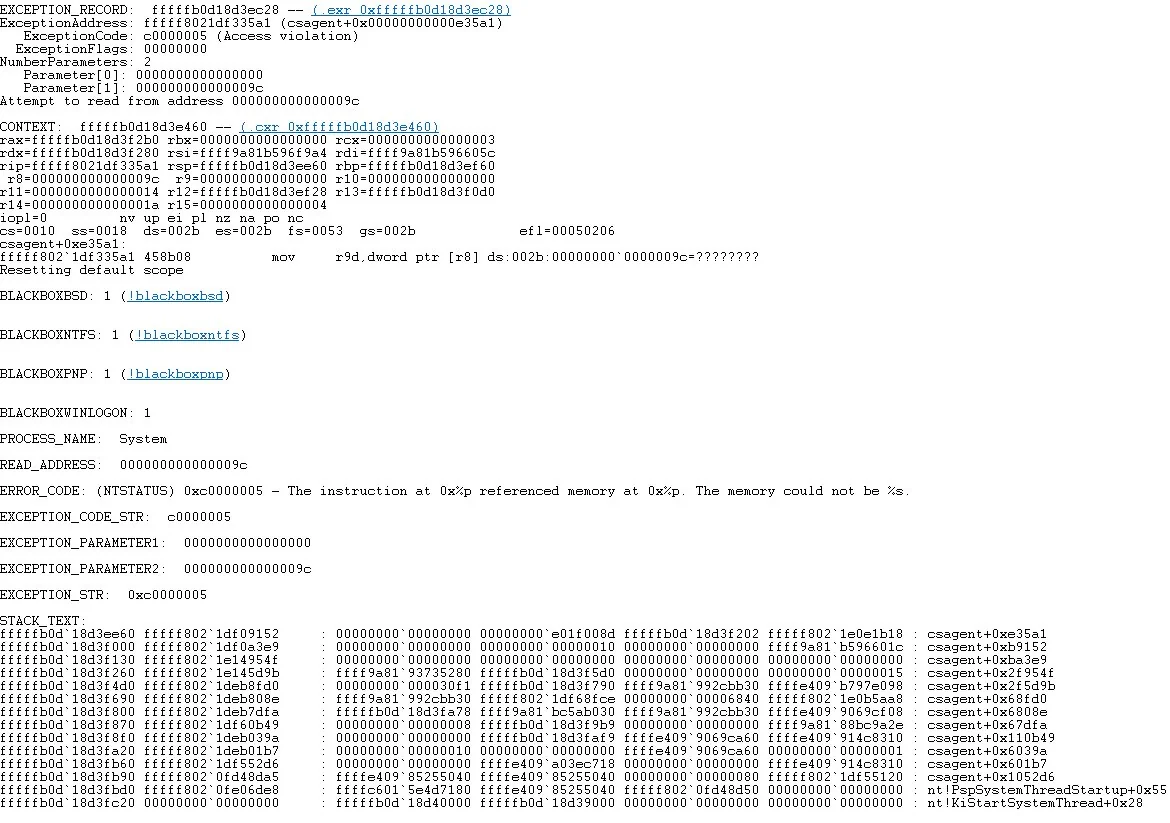 EXCEPTION_RECORD: fffffb0d18d3ec28 -- (.exr 0xfffffb0d18d3ec28)
ExceptionAddress: fffff8021df335a1 (csagent+0x00000000000e35a1)
ExceptionCode: c0000005 (Access violation)
ExceptionFlags: 00000000
NumberParameters: 2
Parameter[0]: 0000000000000000
Parameter[1]: 000000000000009c
Attempt to read from address 000000000000009c
CONTEXT: fffffb0d18d3e460 -- (.cxr 0xfffffb0d18d3e460)
rax=fffffb0d18d3f2b0 rbx=0000000000000000 rcx=0000000000000003
rdx=fffffb0d18d3f280 rsi=ffff9a81b596f9a4 rdi=ffff9a81b596605c
rip=fffff8021df335a1 rsp=fffffb0d18d3ee60 rbp=fffffb0d18d3ef60
r8=000000000000009c r9=0000000000000000 r10=0000000000000000
r11=0000000000000014 r12=fffffb0d18d3ef28 r13=fffffb0d18d3f0d0
r14=000000000000001a r15=0000000000000004
iopl=0 nv up ei pl nz na po nc
cs=0010 ss=0018 ds=002b es=002b fs=0053 gs=002b efl=00050206
csagent+0xe35a1:
fffff802`1df335a1 458b08 mov r9d,dword ptr [r8] ds:002b:00000000`0000009c=????????
Resetting default scope
BLACKBOXBSD: 1 (!blackboxbsd)
BLACKBOXNTFS: 1 (!blackboxntfs)
BLACKBOXPNP: 1 (!blackboxpnp)
BLACKBOXWINLOGON: 1
PROCESS_NAME: System
READ_ADDRESS: 000000000000009c
ERROR_CODE: (NTSTATUS) 0xc0000005 - The instruction at 0x%p referenced memory at 0x%p. The memory could not be %s.
EXCEPTION_CODE_STR: c0000005
EXCEPTION_PARAMETER1: 0000000000000000
EXCEPTION_PARAMETER2: 000000000000009c
EXCEPTION_STR: 0xc0000005
STACK_TEXT:
fffffb0d`18d3ee60 fffff802`1df09152 : 00000000`00000000 00000000`e01f008d fffffb0d`18d3f202 fffff802`1e0e1b18 : csagent+0xe35a1
fffffb0d`18d3f000 fffff802`1df0a3e9 : 00000000`00000000 00000000`00000010 00000000`00000000 ffff9a81`b596601c : csagent+0xb9152
fffffb0d`18d3f130 fffff802`1e14954f : 00000000`00000000 00000000`00000000 00000000`00000000 00000000`00000000 : csagent+0xba3e9
fffffb0d`18d3f260 fffff802`1e145d9b : ffff9a81`93735280 fffffb0d`18d3f5d0 00000000`00000000 00000000`00000015 : csagent+0x2f954f
fffffb0d`18d3f4d0 fffff802`1deb8fd0 : 00000000`000030f1 fffffb0d`18d3f790 ffff9a81`992cbb30 ffffe409`b797e098 : csagent+0x2f5d9b
fffffb0d`18d3f690 fffff802`1deb808e : ffff9a81`992cbb30 fffff802`1df68fce 00000000`00006840 fffff802`1e0b5aa8 : csagent+0x68fd0
fffffb0d`18d3f800 fffff802`1deb7dfa : fffffb0d`18d3fa78 ffff9a81`bc5ab030 ffff9a81`992cbb30 ffffe409`9069cf08 : csagent+0x6808e
fffffb0d`18d3f870 fffff802`1df60b49 : 00000000`00000008 fffffb0d`18d3f9b9 00000000`00000000 ffff9a81`88bc9a2e : csagent+0x67dfa
fffffb0d`18d3f8f0 fffff802`1deb039a : 00000000`00000000 fffffb0d`18d3faf9 ffffe409`9069ca60 ffffe409`914c8310 : csagent+0x110b49
fffffb0d`18d3fa20 fffff802`1deb01b7 : 00000000`00000010 00000000`00000000 ffffe409`9069ca60 00000000`00000001 : csagent+0x6039a
fffffb0d`18d3fb60 fffff802`1df552d6 : 00000000`00000000 ffffe409`a03ec718 00000000`00000000 ffffe409`914c8310 : csagent+0x601b7
fffffb0d`18d3fb90 fffff802`0fd48da5 : ffffe409`85255040 ffffe409`85255040 00000000`00000080 fffff802`1df55120 : csagent+0x1052d6
fffffb0d`18d3fbd0 fffff802`0fe06de8 : ffffc601`5e4d7180 ffffe409`85255040 fffff802`0fd48d50 00000000`00000000 : nt!PspSystemThreadStartup+0x55
fffffb0d`18d3fc20 00000000`00000000 : fffffb0d`18d40000 fffffb0d`18d39000 00000000`00000000 00000000`00000000 : nt!KiStartSystemThread+0x28